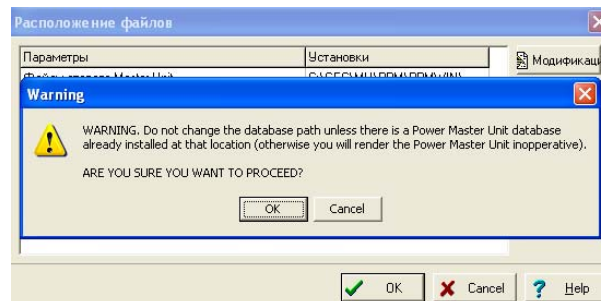 Расположение файлов
Параметры Установки
Модификаци
Warning
WARNING. Do not change the database path unless there is a Power Master Unit database
already installed at that location (otherwise you will render the Power Master Unit inoperative).
ARE YOU SURE YOU WANT TO PROCEED?
OK Cancel
OK Cancel Help